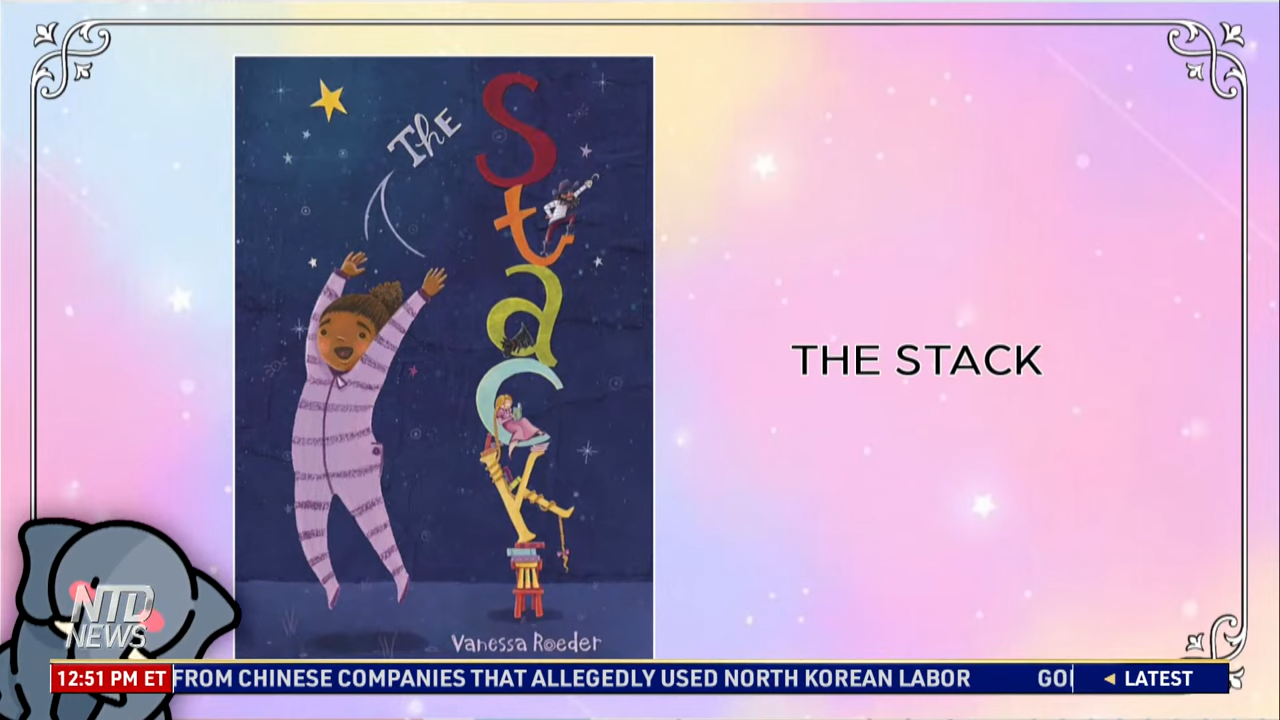 The
Stack
THE STACK
Vanessa Roeder
NTD
NEWS
12:51 PM ET
FROM CHINESE COMPANIES THAT ALLEGEDLY USED NORTH KOREAN LABOR
LATEST